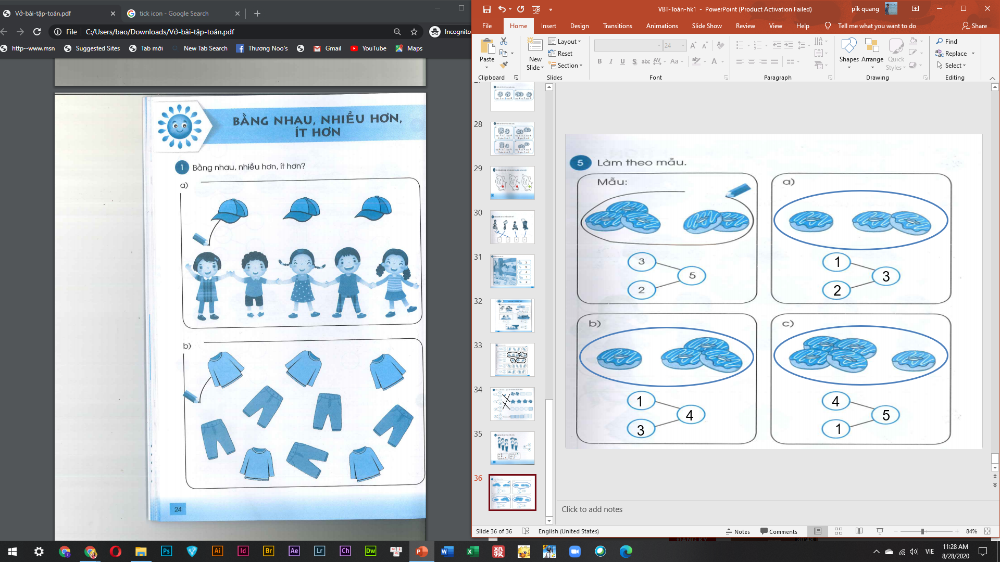 Vở-bài-tập-toán.pdf
tick icon - Google Search
File
C:/Users/bao/Downloads/Vở-bài-tập-toán.pdf
Incognito
http--www.msn
Suggested Sites
Tab mới
New Tab Search
Thương Noo's
Gmail
YouTube
Maps
BẰNG NHAU, NHIỀU HƠN,
ÍT HƠN
1 Bằng nhau, nhiều hơn, ít hơn?
a)
b)
24
VBT-Toán-hk1 - PowerPoint (Product Activation Failed)
pik quang
File Home Insert Design Transitions Animations Slide Show Review View Help Tell me what you want to do Share
Paste
Clipboard
New Slide
Layout
Reset
Section
Slides
24
B I U S abc AV Aa A
Font
Paragraph
Shapes Arrange Quick Styles
Drawing
Find
Replace
Select
Editing
28
29
30
31
32
33
34
35
36
5 Làm theo mẫu.
Mẫu:
3
2
5
a)
1
2
3
b)
1
3
4
c)
4
1
5
Click to add notes
Slide 36 of 36
English (United States)
Notes
Comments
84%
VIE
11:28 AM
8/28/2020